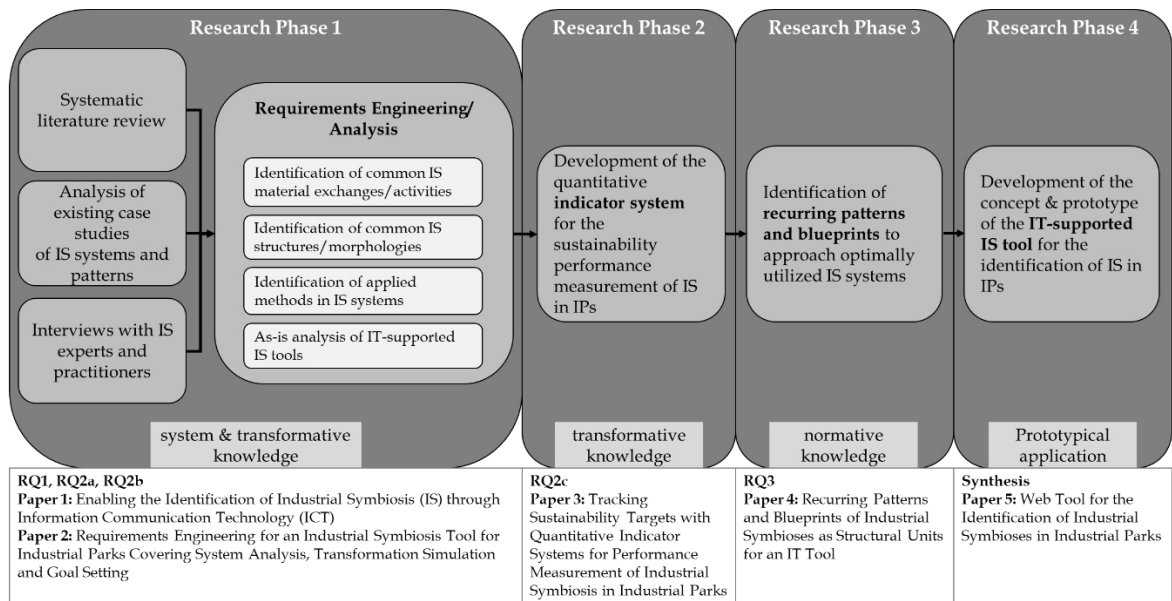 Research Phase 1
Systematic
literature review
Analysis of
existing case
studies
of IS systems and
patterns
Interviews with IS
experts and
practitioners
Requirements Engineering/
Analysis
Identification of common IS
material exchanges/activities
Identification of common IS
structures/morphologies
Identification of applied
methods in IS systems
As-is analysis of IT-supported
IS tools
system & transformative
knowledge
Research Phase 2
Development of the
quantitative
indicator system
for the
sustainability
performance
measurement of IS
in IPs
transformative
knowledge
Research Phase 3
Identification of
recurring patterns
and blueprints to
approach optimally
utilized IS systems
normative
knowledge
Research Phase 4
Development of the
concept & prototype
of the IT-supported
IS tool for the
identification of IS in
IPs
Prototypical
application
RQ1, RQ2a, RQ2b
Paper 1: Enabling the Identification of Industrial Symbiosis (IS) through
Information Communication Technology (ICT)
Paper 2: Requirements Engineering for an Industrial Symbiosis Tool for
Industrial Parks Covering System Analysis, Transformation Simulation
and Goal Setting
RQ2c
Paper 3: Tracking
Sustainability Targets with
Quantitative Indicator
Systems for Performance
Measurement of Industrial
Symbiosis in Industrial Parks
RQ3
Paper 4: Recurring Patterns
and Blueprints of Industrial
Symbioses as Structural Units
for an IT Tool
Synthesis
Paper 5: Web Tool for the
Identification of Industrial
Symbioses in Industrial Parks